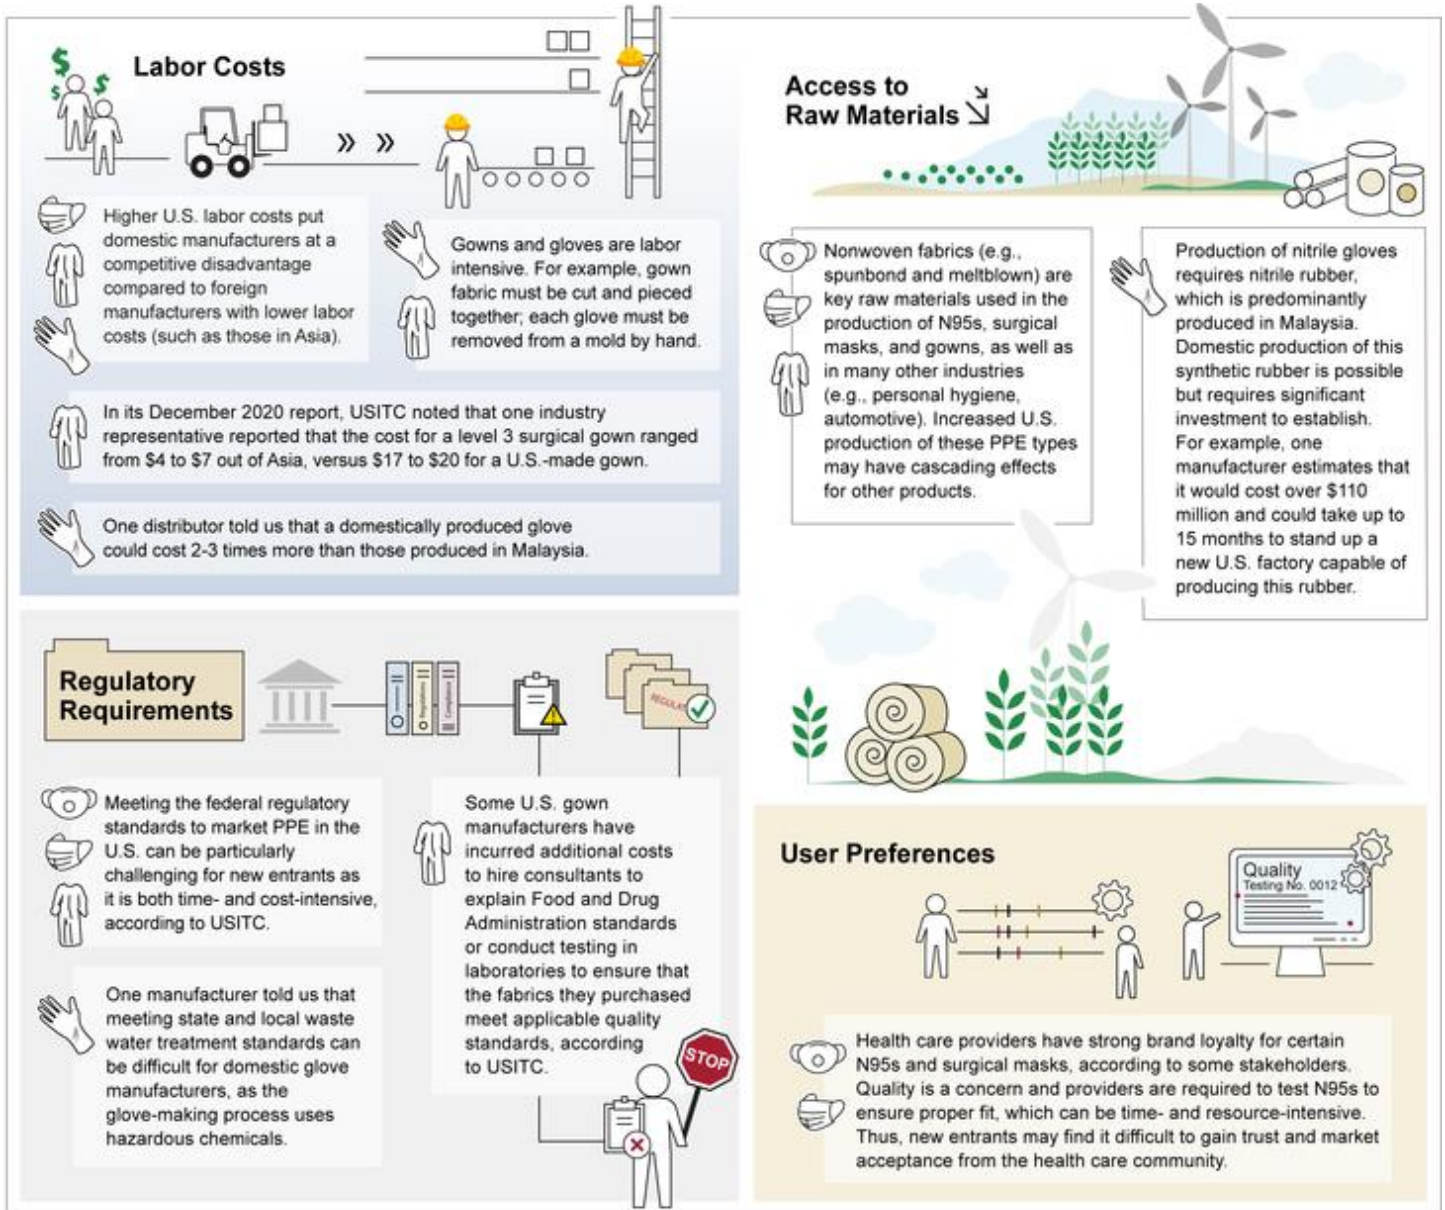 Labor Costs
Higher U.S. labor costs put
domestic manufacturers at a
competitive disadvantage
compared to foreign
manufacturers with lower labor
costs (such as those in Asia).
Gowns and gloves are labor
intensive. For example, gown
fabric must be cut and pieced
together; each glove must be
removed from a mold by hand.
In its December 2020 report, USITC noted that one industry
representative reported that the cost for a level 3 surgical gown ranged
from $4 to $7 out of Asia, versus $17 to $20 for a U.S.-made gown.
One distributor told us that a domestically produced glove
could cost 2-3 times more than those produced in Malaysia.
Access to
Raw Materials
Nonwoven fabrics (e.g.,
spunbond and meltblown) are
key raw materials used in the
production of N95s, surgical
masks, and gowns, as well as
in many other industries
(e.g., personal hygiene,
automotive). Increased U.S.
production of these PPE types
may have cascading effects
for other products.
Production of nitrile gloves
requires nitrile rubber,
which is predominantly
produced in Malaysia.
Domestic production of this
synthetic rubber is possible
but requires significant
investment to establish.
For example, one
manufacturer estimates that
it would cost over $110
million and could take up to
15 months to stand up a
new U.S. factory capable of
producing this rubber.
Regulatory
Requirements
Regulations
Compliance
Meeting the federal regulatory
standards to market PPE in the
U.S. can be particularly
challenging for new entrants as
it is both time- and cost-intensive,
according to USITC.
One manufacturer told us that
meeting state and local waste
water treatment standards can
be difficult for domestic glove
manufacturers, as the
glove-making process uses
hazardous chemicals.
Some U.S. gown
manufacturers have
incurred additional costs
to hire consultants to
explain Food and Drug
Administration standards
or conduct testing in
laboratories to ensure that
the fabrics they purchased
meet applicable quality
standards, according
to USITC.
STOP
User Preferences
Quality
Testing No. 0012
Health care providers have strong brand loyalty for certain
N95s and surgical masks, according to some stakeholders.
Quality is a concern and providers are required to test N95s to
ensure proper fit, which can be time- and resource-intensive.
Thus, new entrants may find it difficult to gain trust and market
acceptance from the health care community.